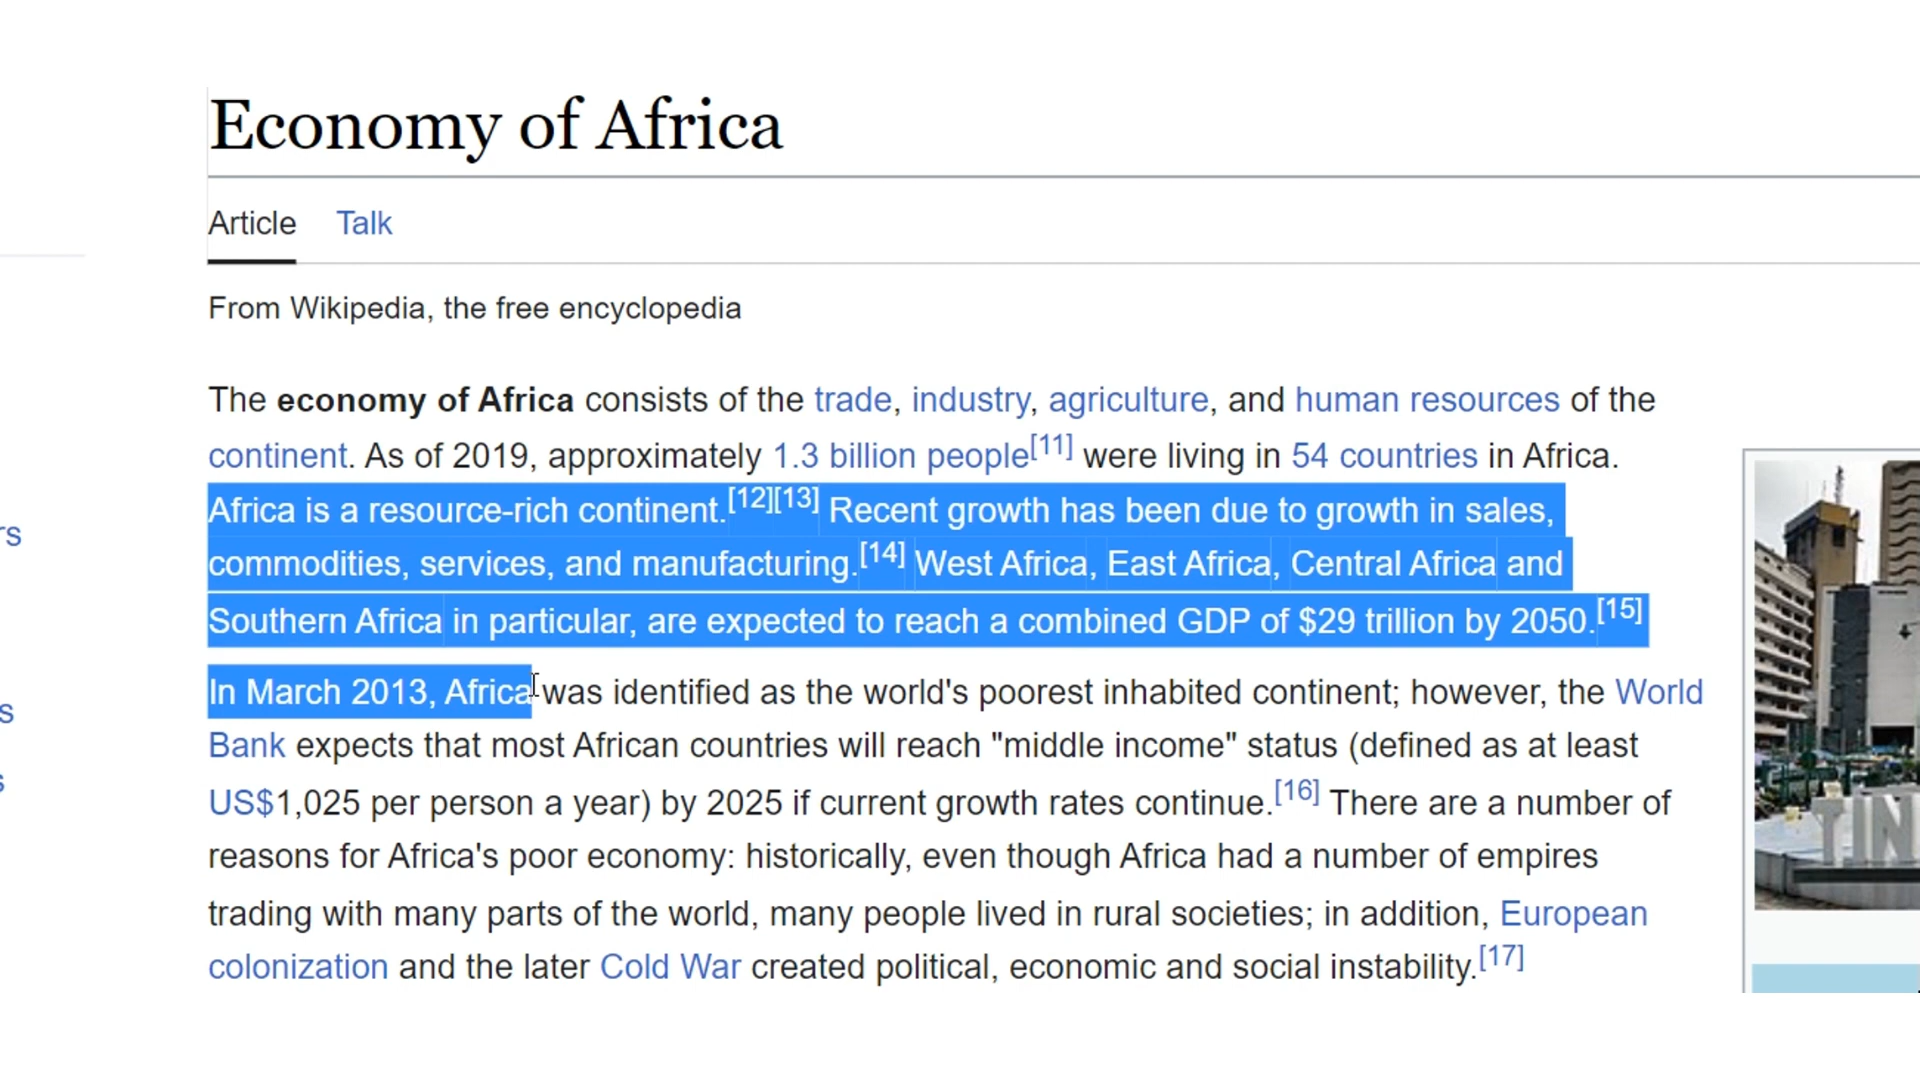 Economy of Africa
Article Talk
From Wikipedia, the free encyclopedia
The economy of Africa consists of the trade, industry, agriculture, and human resources of the
continent. As of 2019, approximately 1.3 billion people[11] were living in 54 countries in Africa.
Africa is a resource-rich continent.[12][13] Recent growth has been due to growth in sales,
commodities, services, and manufacturing.[14] West Africa, East Africa, Central Africa and
Southern Africa in particular, are expected to reach a combined GDP of $29 trillion by 2050.[15]
In March 2013, Africa was identified as the world's poorest inhabited continent; however, the World
Bank expects that most African countries will reach "middle income" status (defined as at least
US$1,025 per person a year) by 2025 if current growth rates continue.[16] There are a number of
reasons for Africa's poor economy: historically, even though Africa had a number of empires
trading with many parts of the world, many people lived in rural societies; in addition, European
colonization and the later Cold War created political, economic and social instability.[17]
rs
s
TIN